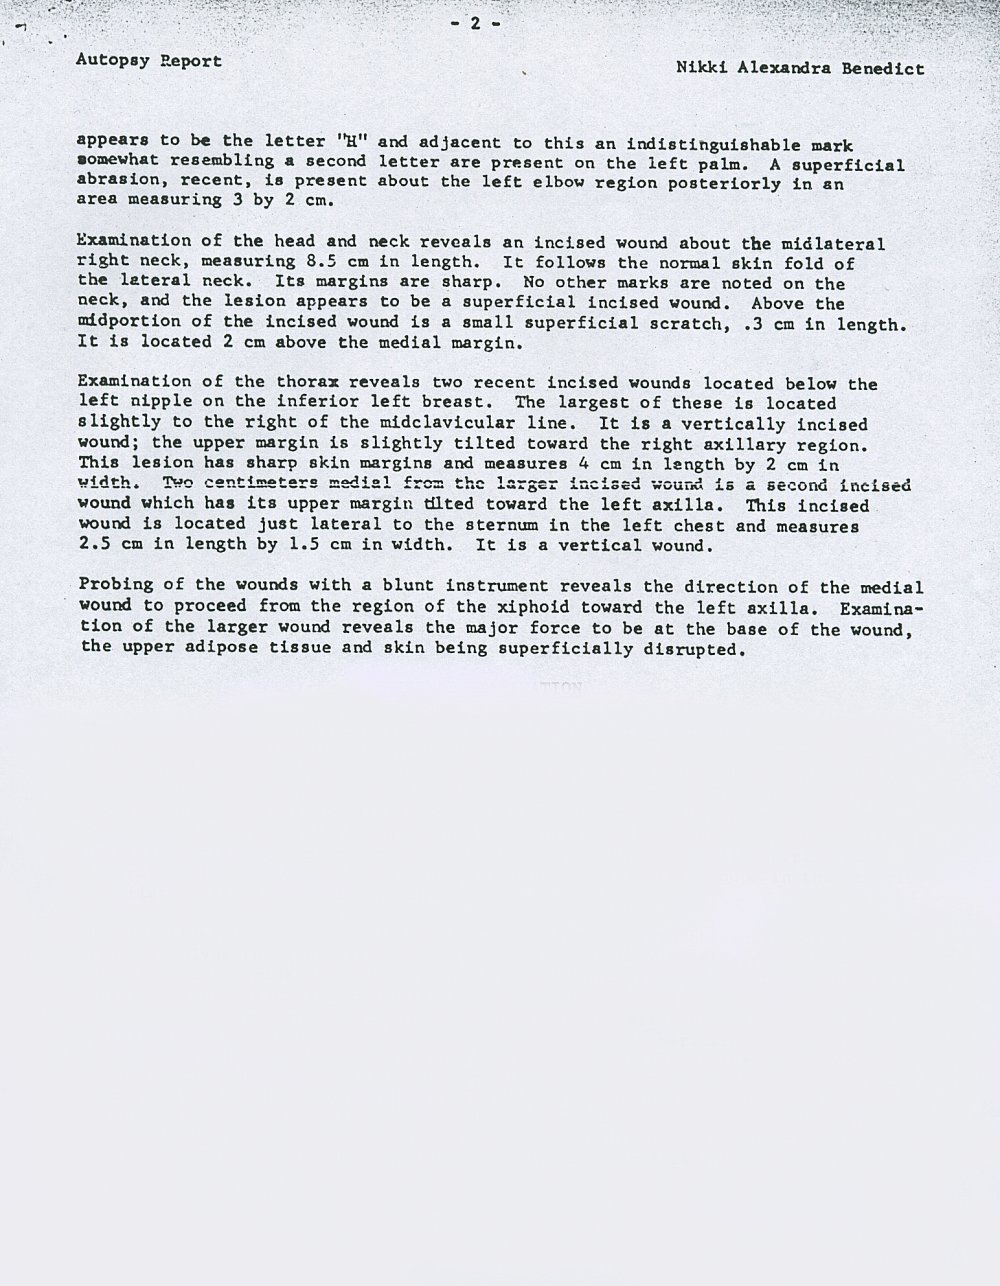 - 2 -
Autopsy Report
Nikki Alexandra Benedict
appears to be the letter "H" and adjacent to this an indistinguishable mark
somewhat resembling a second letter are present on the left palm. A superficial
abrasion, recent, is present about the left elbow region posteriorly in an
area measuring 3 by 2 cm.
Examination of the head and neck reveals an incised wound about the midlateral
right neck, measuring 8.5 cm in length. It follows the normal skin fold of
the lateral neck. Its margins are sharp. No other marks are noted on the
neck, and the lesion appears to be a superficial incised wound. Above the
midportion of the incised wound is a small superficial scratch, .3 cm in length.
It is located 2 cm above the medial margin.
Examination of the thorax reveals two recent incised wounds located below the
left nipple on the inferior left breast. The largest of these is located
slightly to the right of the midclavicular line. It is a vertically incised
wound; the upper margin is slightly tilted toward the right axillary region.
This lesion has sharp skin margins and measures 4 cm in length by 2 cm in
width. Two centimeters medial from the larger incised wound is a second incised
wound which has its upper margin tilted toward the left axilla. This incised
wound is located just lateral to the sternum in the left chest and measures
2.5 cm in length by 1.5 cm in width. It is a vertical wound.
Probing of the wounds with a blunt instrument reveals the direction of the medial
wound to proceed from the region of the xiphoid toward the left axilla. Examina-
tion of the larger wound reveals the major force to be at the base of the wound,
the upper adipose tissue and skin being superficially disrupted.